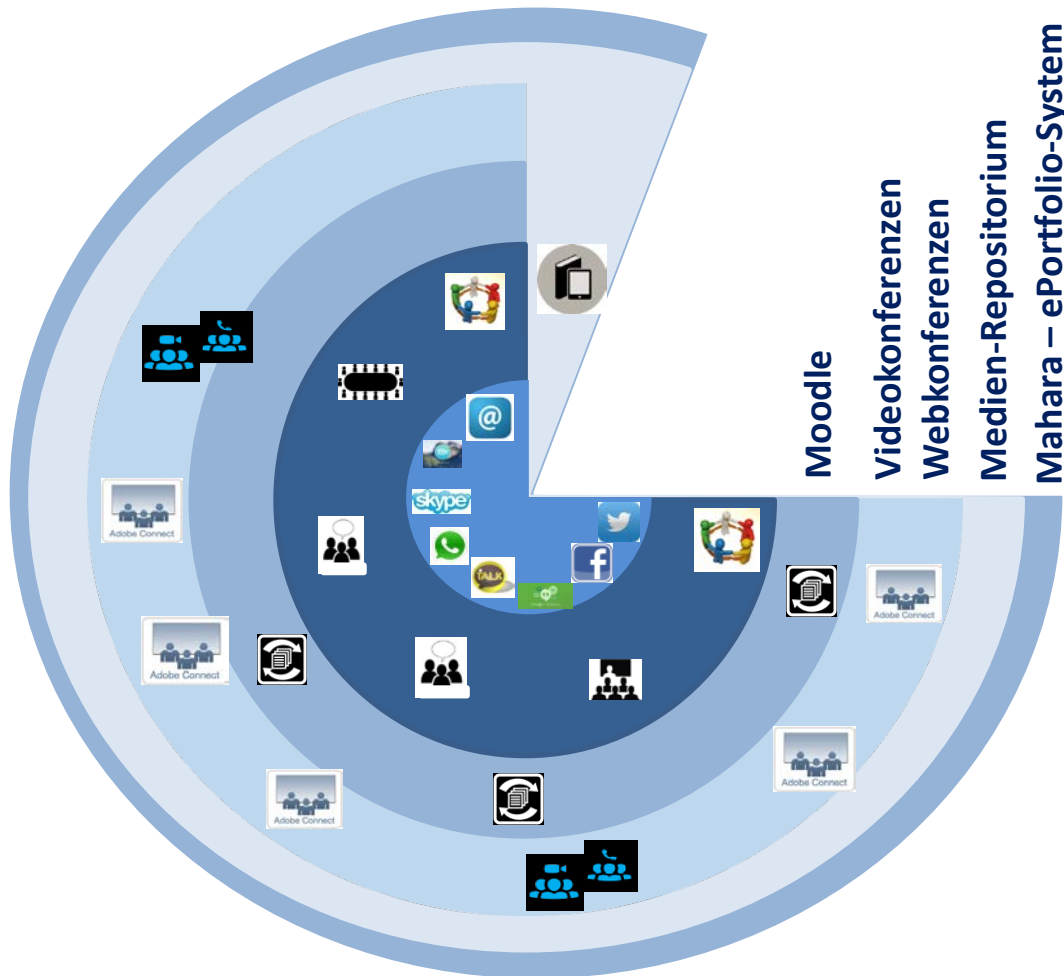 Moodle
Videokonferenzen
Webkonferenzen
Medien-Repositorium
Mahara – ePortfolio-System
@
skype
TALK
f
Adobe Connect
Adobe Connect
Adobe Connect
Adobe Connect
Adobe Connect